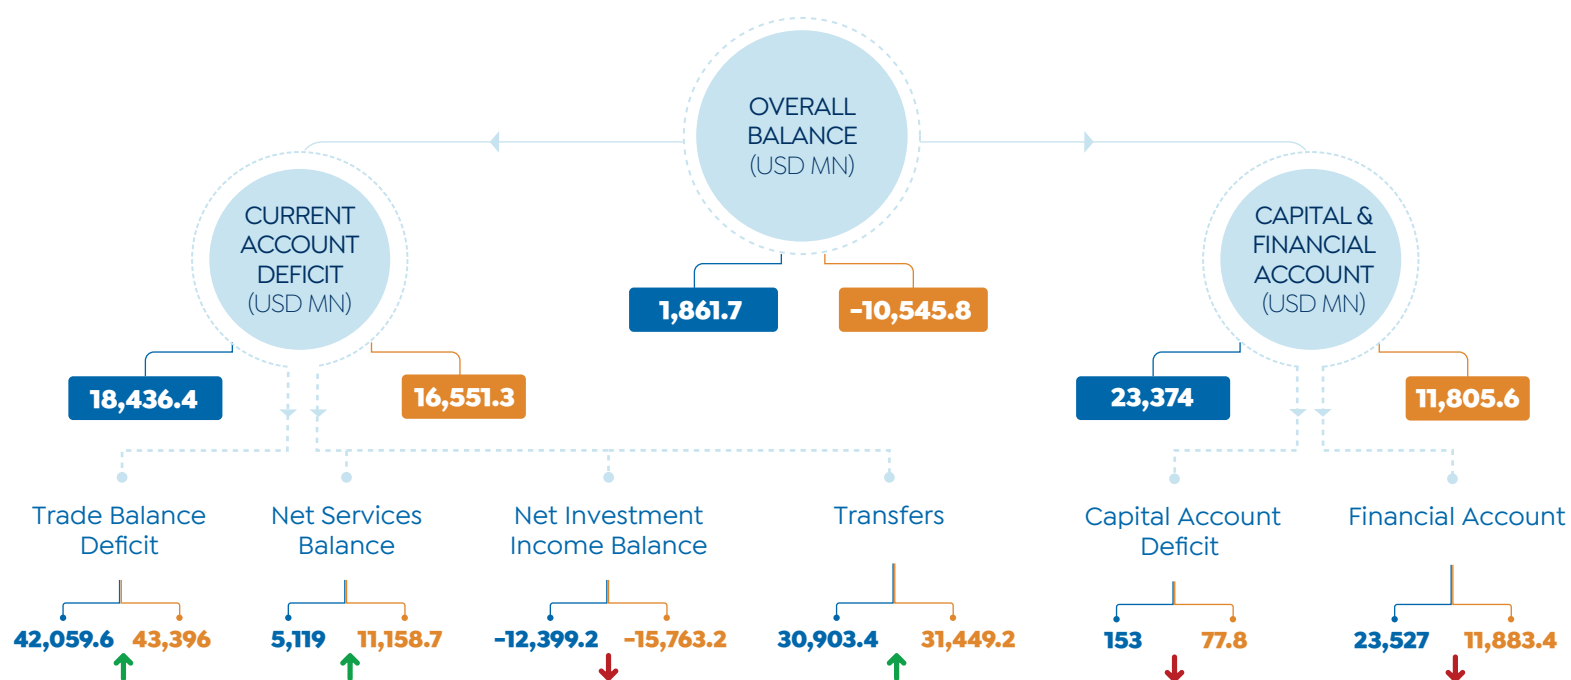 OVERALL
BALANCE
(USD MN)
1,861.7
-10,545.8
CURRENT
ACCOUNT
DEFICIT
(USD MN)
18,436.4
16,551.3
CAPITAL &
FINANCIAL
ACCOUNT
(USD MN)
23,374
11,805.6
Trade Balance
Deficit
42,059.6 43,396
Net Services
Balance
5,119 11,158.7
Net Investment
Income Balance
-12,399.2 -15,763.2
Transfers
30,903.4 31,449.2
Capital Account
Deficit
153 77.8
Financial Account
23,527 11,883.4